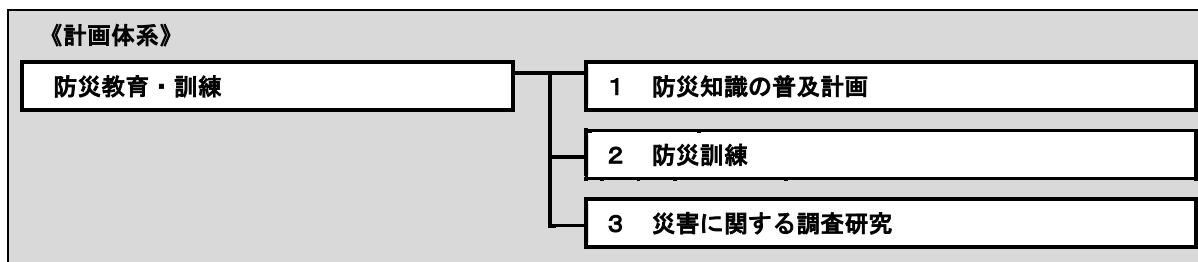 《計画体系》
防災教育・訓練
１　防災知識の普及計画
２　防災訓練
３　災害に関する調査研究